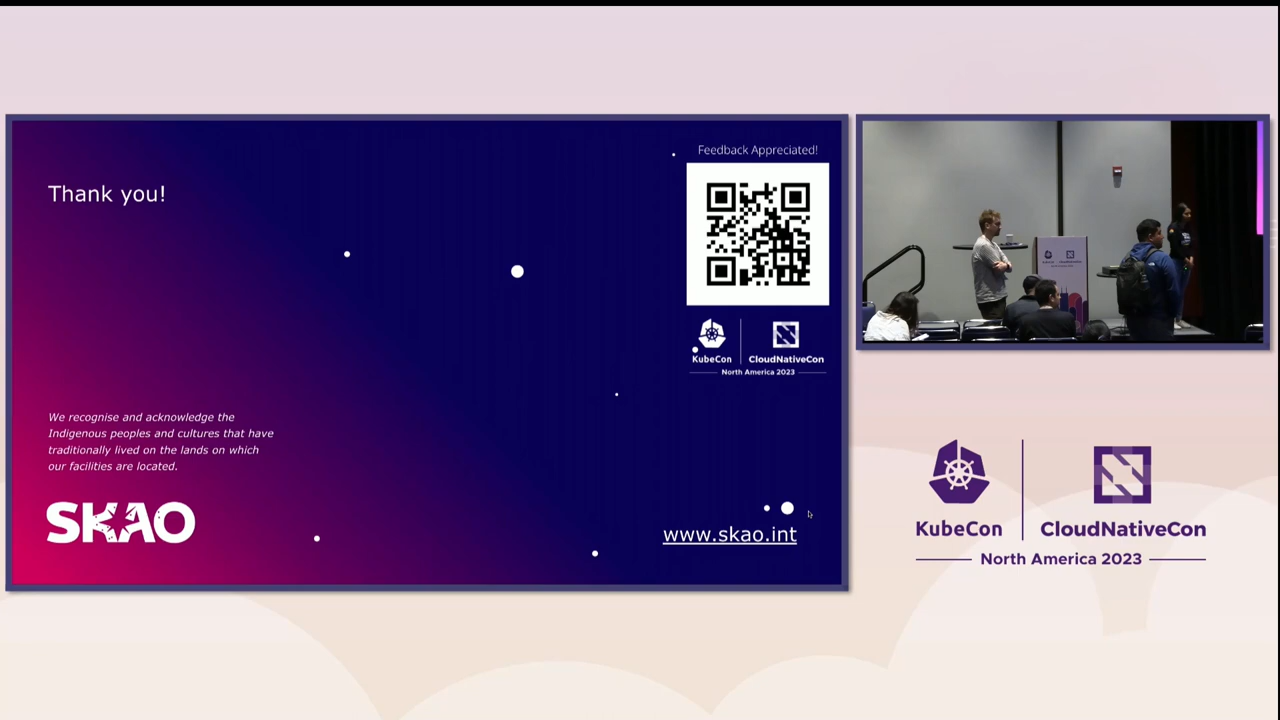 Thank you!
Feedback Appreciated!
KubeCon
CloudNativeCon
North America 2023
We recognise and acknowledge the
Indigenous peoples and cultures that have
traditionally lived on the lands on which
our facilities are located.
SKAO
www.skao.int
KubeCon
CloudNativeCon
North America 2023